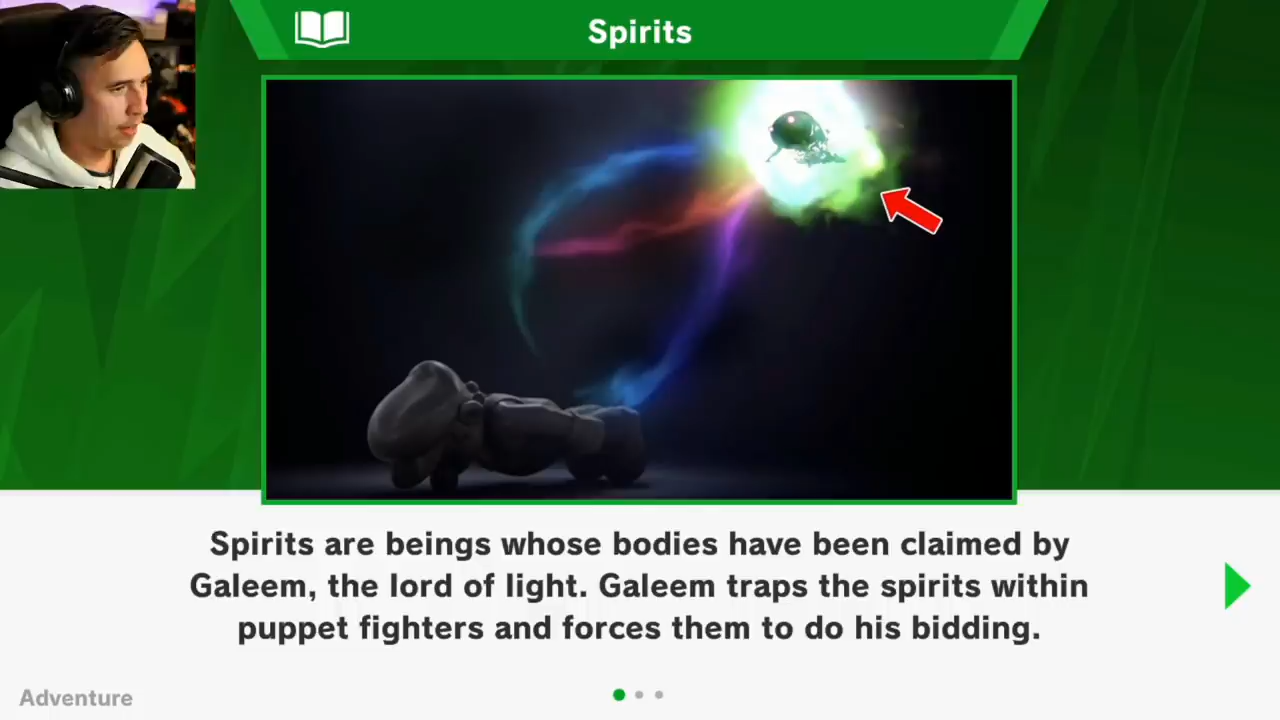 Spirits
Spirits are beings whose bodies have been claimed by
Galeem, the lord of light. Galeem traps the spirits within
puppet fighters and forces them to do his bidding.
Adventure